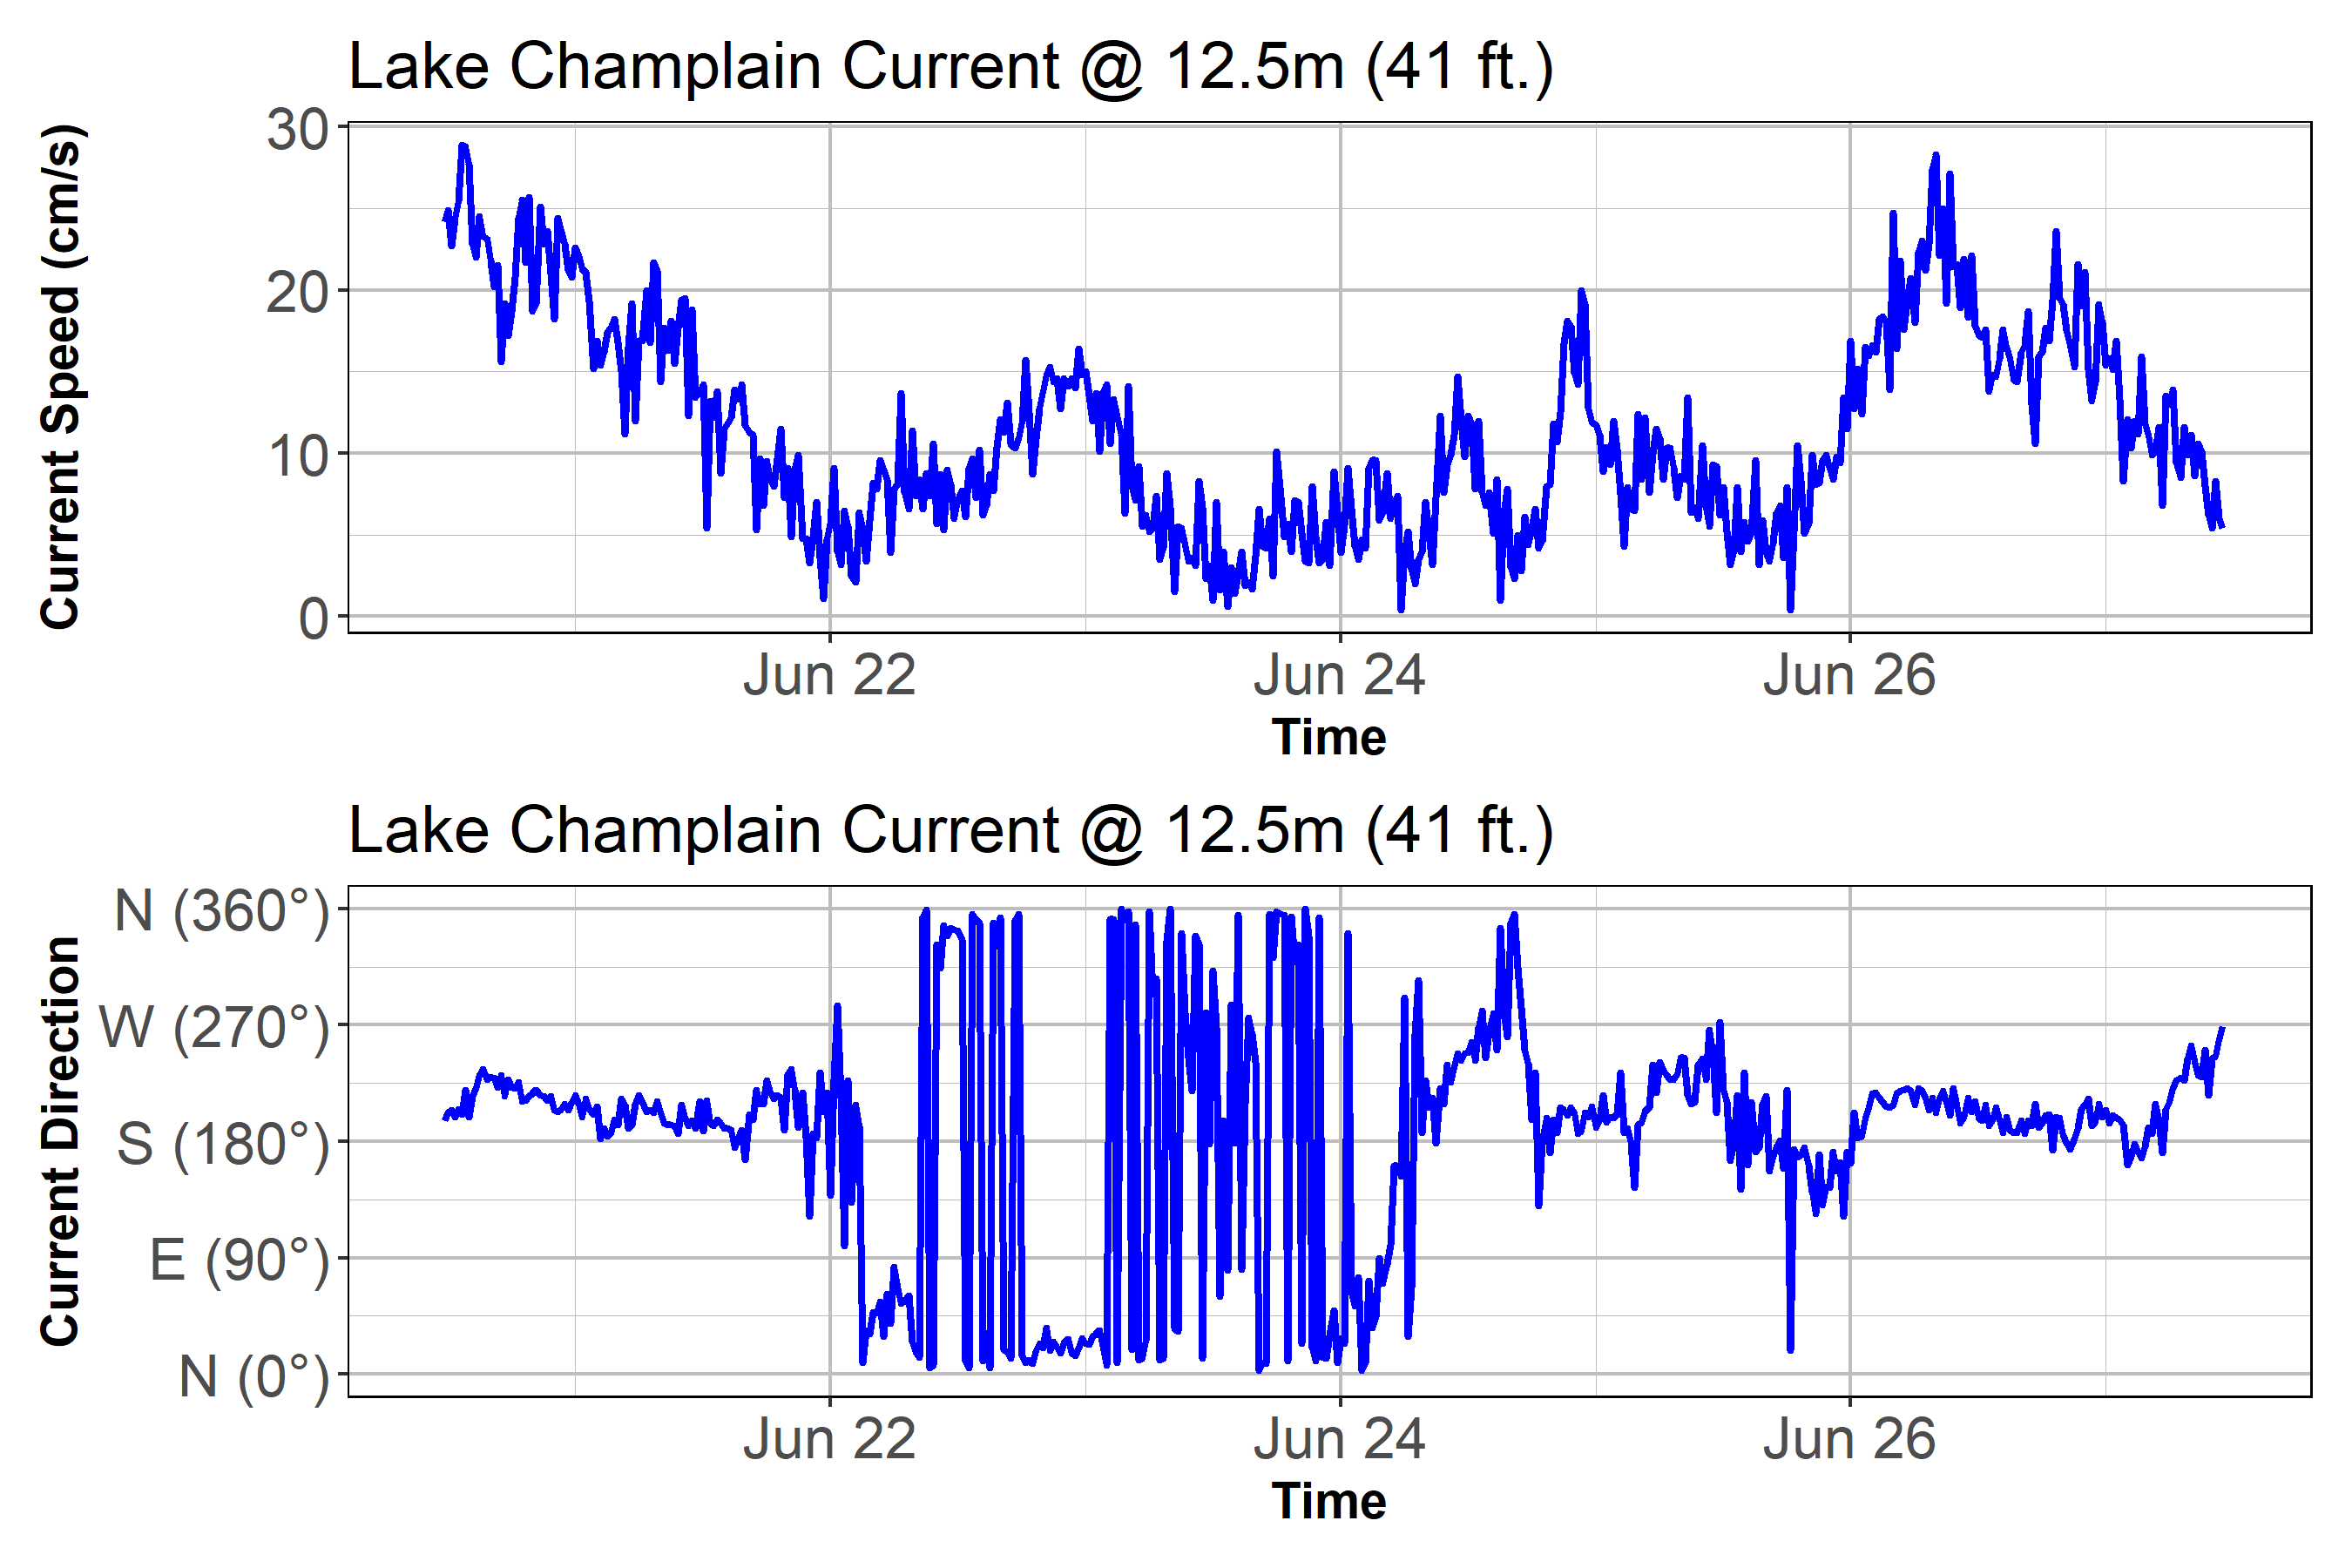 Lake Champlain Current @ 12.5m (41 ft.)
Current Speed (cm/s)
30
20
10
0
Jun 22 Jun 24 Jun 26
Time
Lake Champlain Current @ 12.5m (41 ft.)
Current Direction
N (360°)
W (270°)
S (180°)
E (90°)
N (0°)
Jun 22 Jun 24 Jun 26
Time